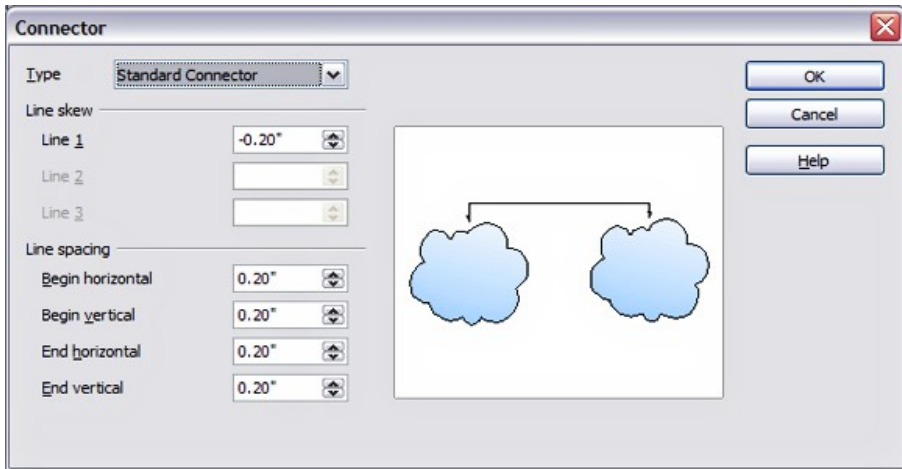 Connector
Type Standard Connector
OK
Line skew
Cancel
Line 1 -0.20"
Help
Line 2
Line 3
Line spacing
Begin horizontal 0.20"
Begin vertical 0.20"
End horizontal 0.20"
End vertical 0.20"